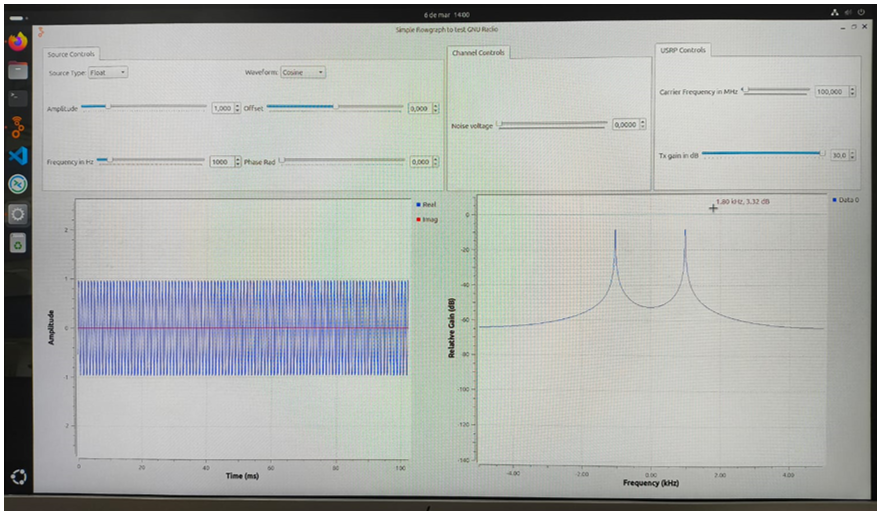 6 de mar 14:00
Simple flowgraph to test GNU Radio
Source Controls
Source Type: Float
Waveform: Cosine
Amplitude 1,000 Offset 0,000
Frequency in Hz 1000 Phase Rad 0,000
Channel Controls
Noise voltage 0,0000
USRP Controls
Carrier Frequency in MHz 100,000
Tx gain in dB 30,0
Amplitude
2
1
0
-1
-2
0 20 40 60 80 100
Time (ms)
Real
Imag
Relative Gain (dB)
0
-20
-40
-60
-80
-100
-120
-140
-4.00 -2.00 0.00 2.00 4.00
Frequency (kHz)
1.80 kHz, 3.32 dB
Data 0